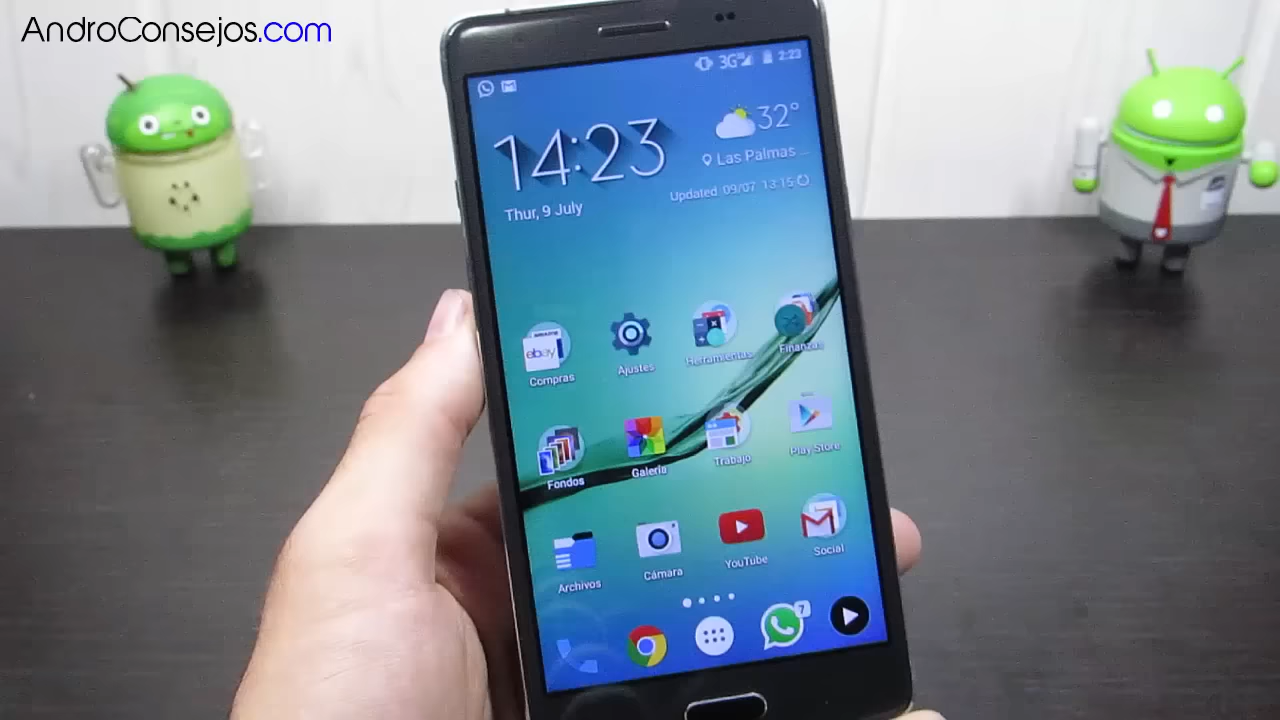 AndroConsejos.com
3G 2:23
14:23
32°
Las Palmas ...
Thur, 9 July
Updated 09/07 13:15
ebay
Compras
Ajustes
Herramientas
Finanzas
Fondos
Galería
Trabajo
Play Store
Archivos
Cámara
YouTube
Social
7